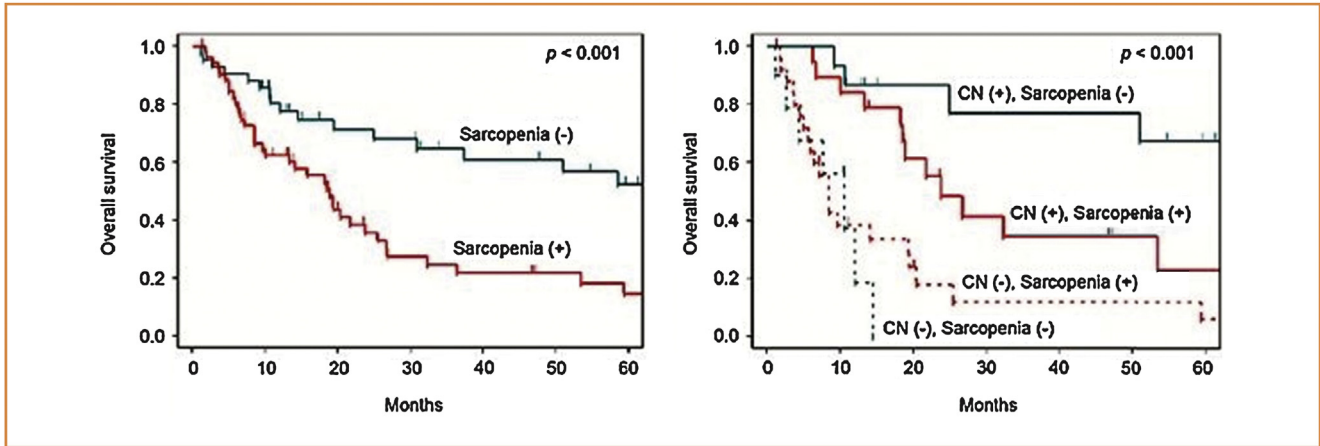 p < 0.001
Overall survival
1.0
0.8
0.6
0.4
0.2
0.0
Sarcopenia (-)
Sarcopenia (+)
0 10 20 30 40 50 60
Months
p < 0.001
Overall survival
1.0
0.8
0.6
0.4
0.2
0.0
CN (+), Sarcopenia (-)
CN (+), Sarcopenia (+)
CN (-), Sarcopenia (+)
CN (-), Sarcopenia (-)
0 10 20 30 40 50 60
Months